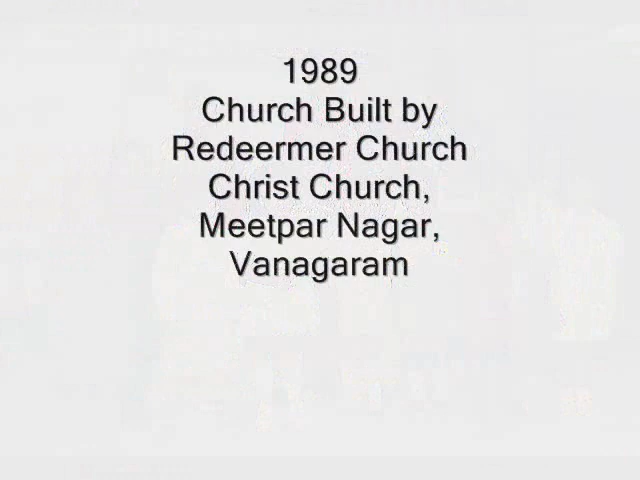 1989
Church Built by
Redeermer Church
Christ Church,
Meetpar Nagar,
Vanagaram